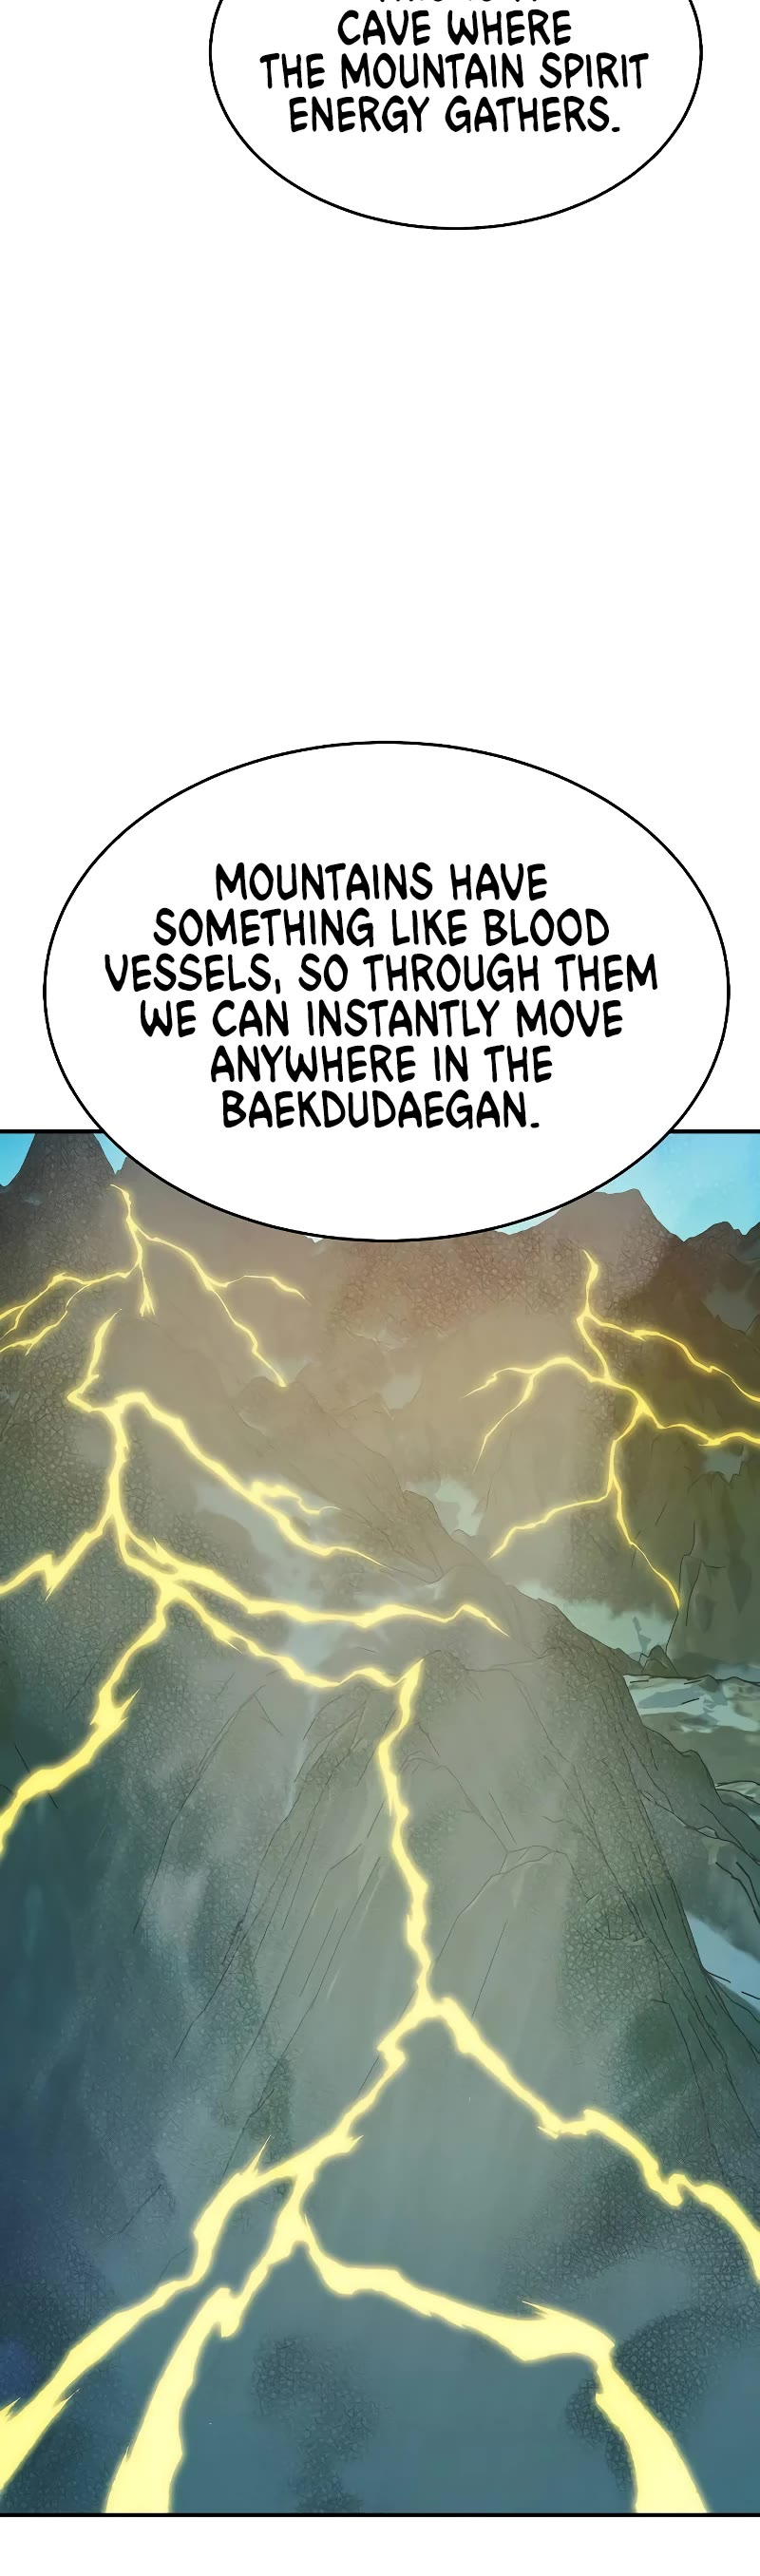 CAVE WHERE
THE MOUNTAIN SPIRIT
ENERGY GATHERS.
MOUNTAINS HAVE
SOMETHING LIKE BLOOD
VESSELS, SO THROUGH THEM
WE CAN INSTANTLY MOVE
ANYWHERE IN THE
BAEKDUDAEGAN.